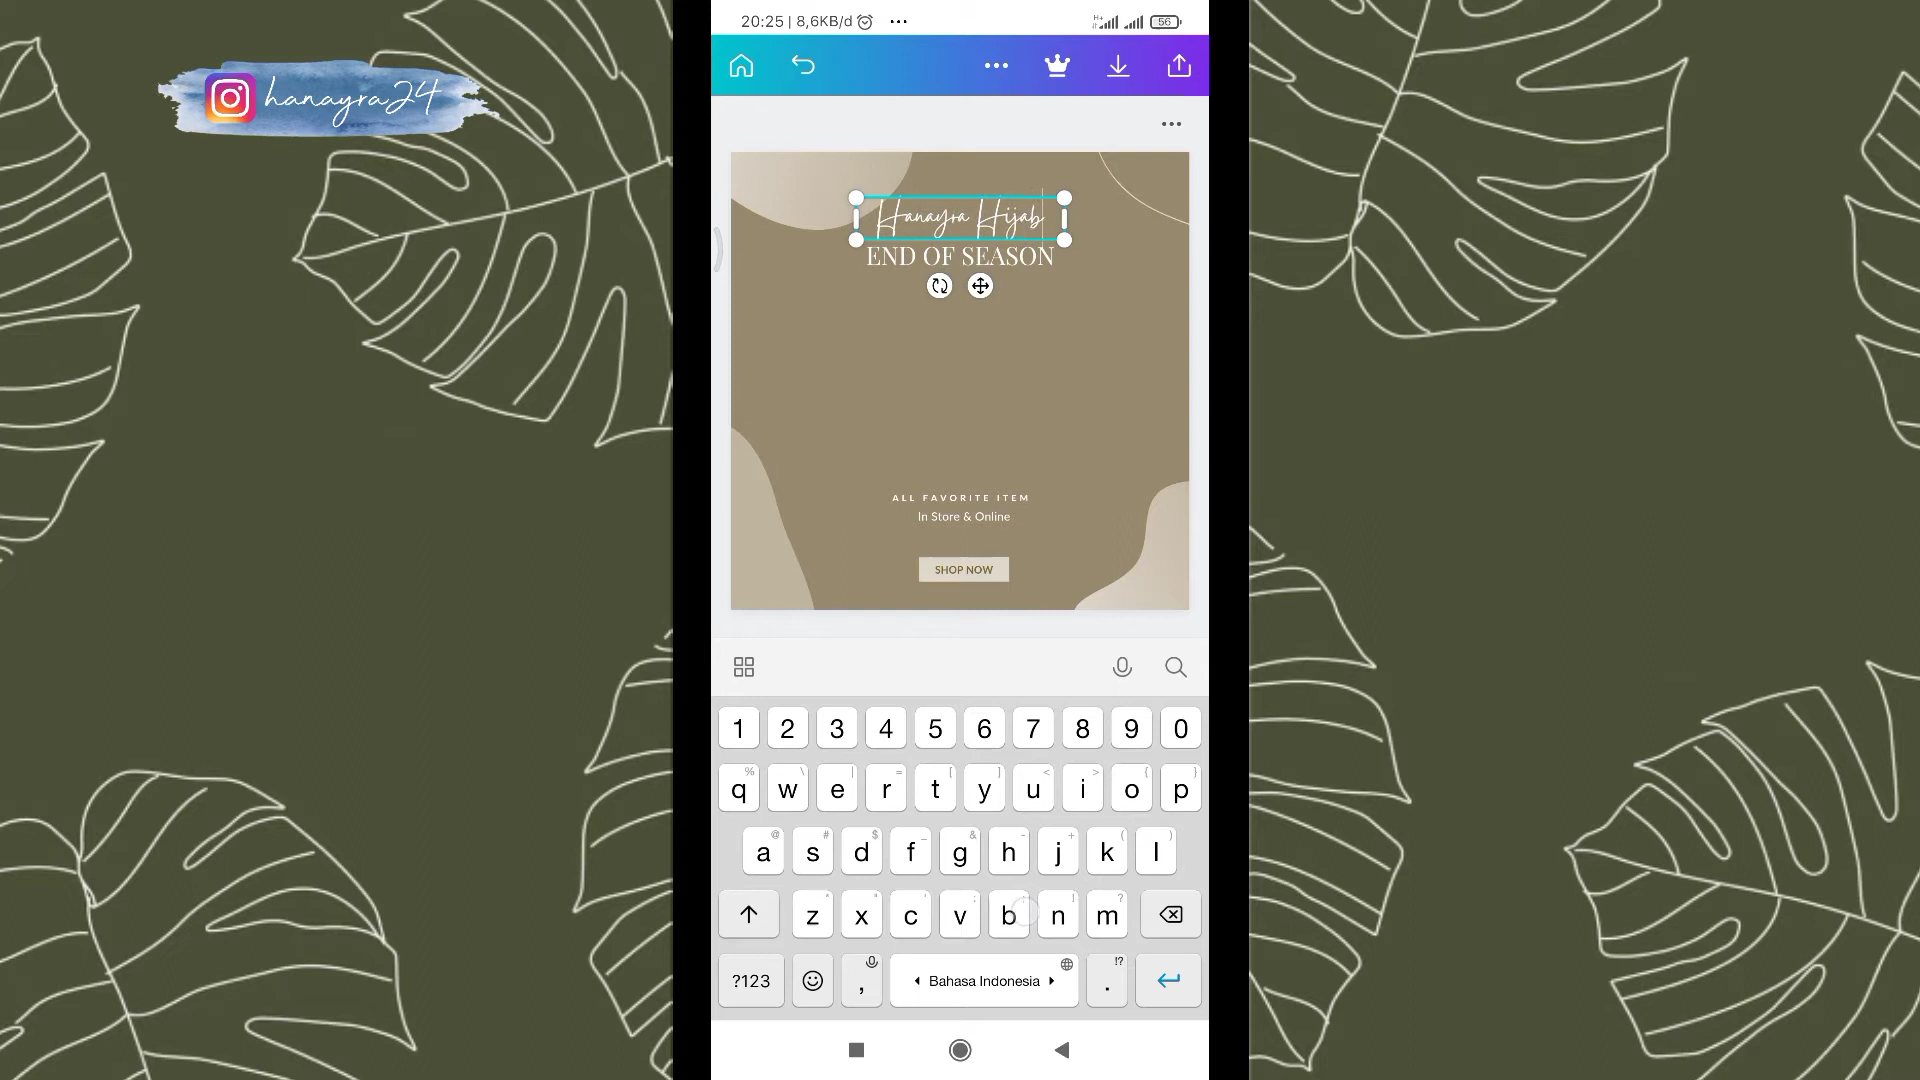 20:25 | 8,6KB/d
H+
56
hanayra24
Hanayra Hijab
END OF SEASON
ALL FAVORITE ITEM
In Store & Online
SHOP NOW
1 2 3 4 5 6 7 8 9 0
q w e r t y u i o p
a s d f g h j k l
z x c v b n m
?123 , Bahasa Indonesia . !?